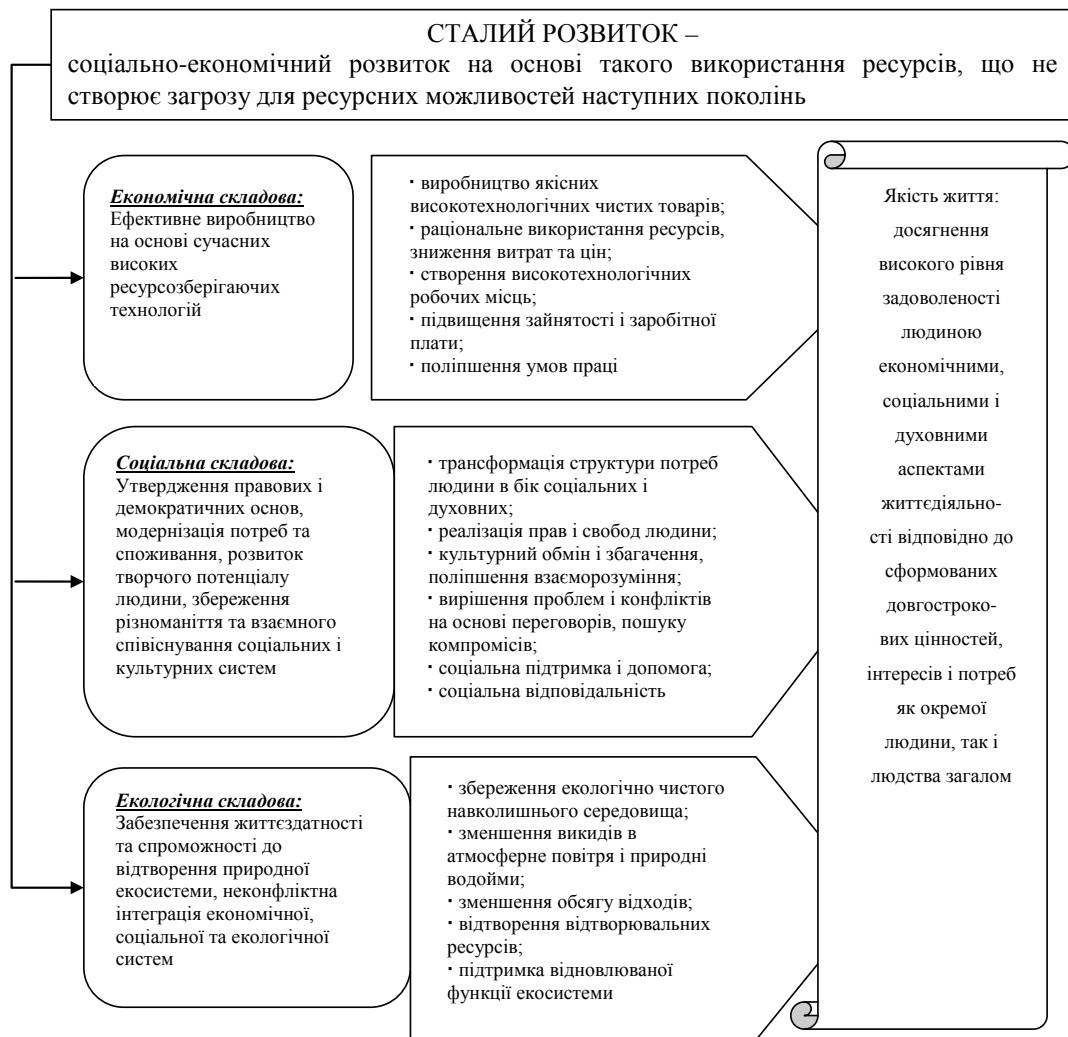 СТАЛИЙ РОЗВИТОК –
соціально-економічний розвиток на основі такого використання ресурсів, що не
створює загрозу для ресурсних можливостей наступних поколінь
Економічна складова:
Ефективне виробництво
на основі сучасних
високих
ресурсозберігаючих
технологій
· виробництво якісних
високотехнологічних чистих товарів;
· раціональне використання ресурсів,
зниження витрат та цін;
· створення високотехнологічних
робочих місць;
· підвищення зайнятості і заробітної
плати;
· поліпшення умов праці
Соціальна складова:
Утвердження правових і
демократичних основ,
модернізація потреб та
споживання, розвиток
творчого потенціалу
людини, збереження
різноманіття та взаємного
співіснування соціальних і
культурних систем
· трансформація структури потреб
людини в бік соціальних і
духовних;
· реалізація прав і свобод людини;
· культурний обмін і збагачення,
поліпшення взаєморозуміння;
· вирішення проблем і конфліктів
на основі переговорів, пошуку
компромісів;
· соціальна підтримка і допомога;
· соціальна відповідальність
Екологічна складова:
Забезпечення життєздатності
та спроможності до
відтворення природної
екосистеми, неконфліктна
інтеграція економічної,
соціальної та екологічної
систем
· збереження екологічно чистого
навколишнього середовища;
· зменшення викидів в
атмосферне повітря і природні
водойми;
· зменшення обсягу відходів;
· відтворення відтворювальних
ресурсів;
· підтримка відновлюваної
функції екосистеми
Якість життя:
досягнення
високого рівня
задоволеності
людиною
економічними,
соціальними і
духовними
аспектами
життєдіяльно-
сті відповідно до
сформованих
довгостроко-
вих цінностей,
інтересів і потреб
як окремої
людини, так і
людства загалом